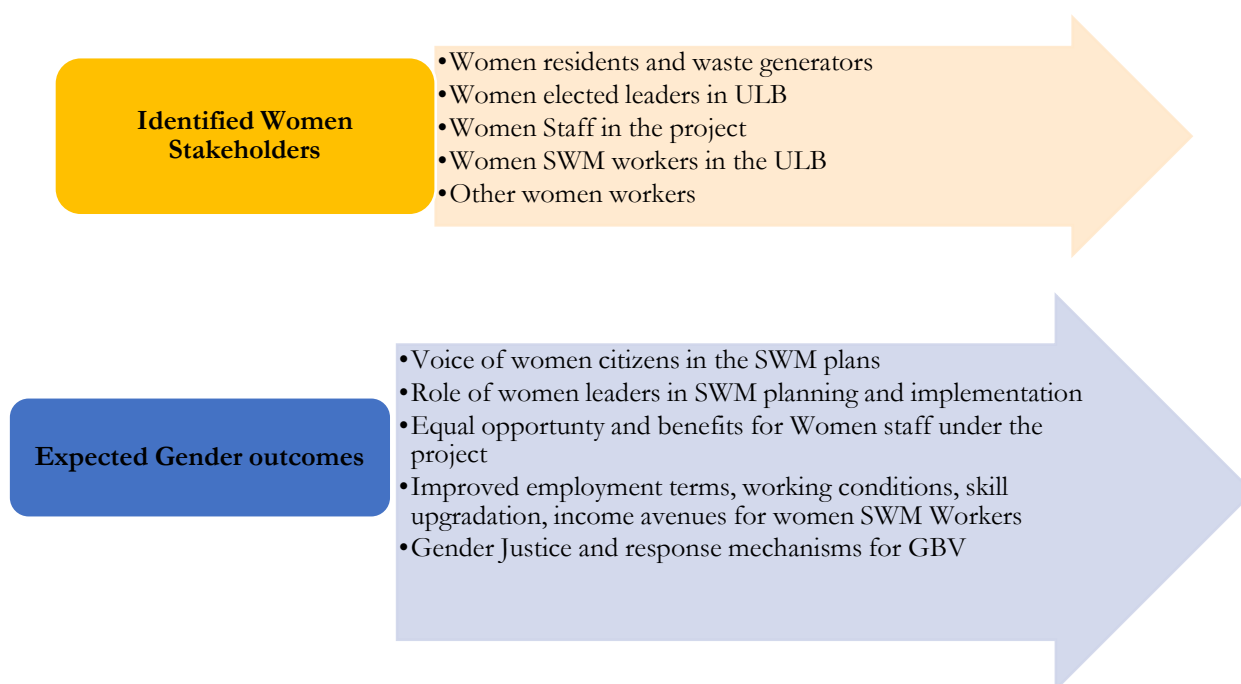 Identified Women
Stakeholders
•Women residents and waste generators
•Women elected leaders in ULB
•Women Staff in the project
•Women SWM workers in the ULB
•Other women workers
Expected Gender outcomes
•Voice of women citizens in the SWM plans
•Role of women leaders in SWM planning and implementation
•Equal opportunty and benefits for Women staff under the
project
•Improved employment terms, working conditions, skill
upgradation, income avenues for women SWM Workers
•Gender Justice and response mechanisms for GBV